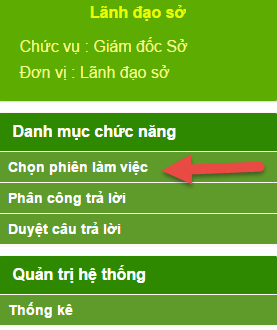 Lãnh đạo sở
Chức vụ : Giám đốc Sở
Đơn vị : Lãnh đạo sở
Danh mục chức năng
Chọn phiên làm việc
Phân công trả lời
Duyệt câu trả lời
Quản trị hệ thống
Thống kê